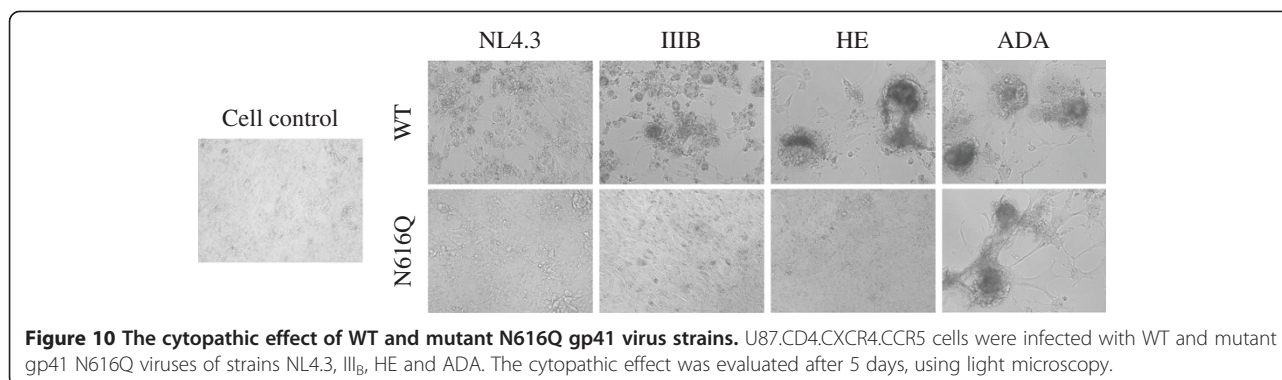 NL4.3 IIIB HE ADA
Cell control
WT
N616Q
Figure 10 The cytopathic effect of WT and mutant N616Q gp41 virus strains. U87.CD4.CXCR4.CCR5 cells were infected with WT and mutant
gp41 N616Q viruses of strains NL4.3, III_B, HE and ADA. The cytopathic effect was evaluated after 5 days, using light microscopy.